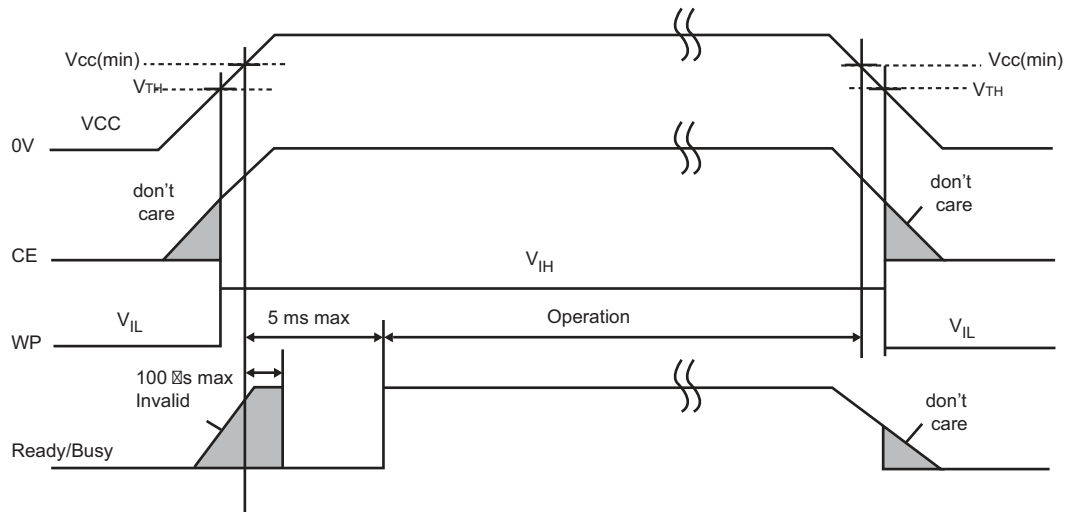 Vcc(min)
VTH
VCC
0V
Vcc(min)
VTH
don't
care
CE
don't
care
VIH
VIL
WP
5 ms max
Operation
VIL
100 s max
Invalid
Ready/Busy
don't
care